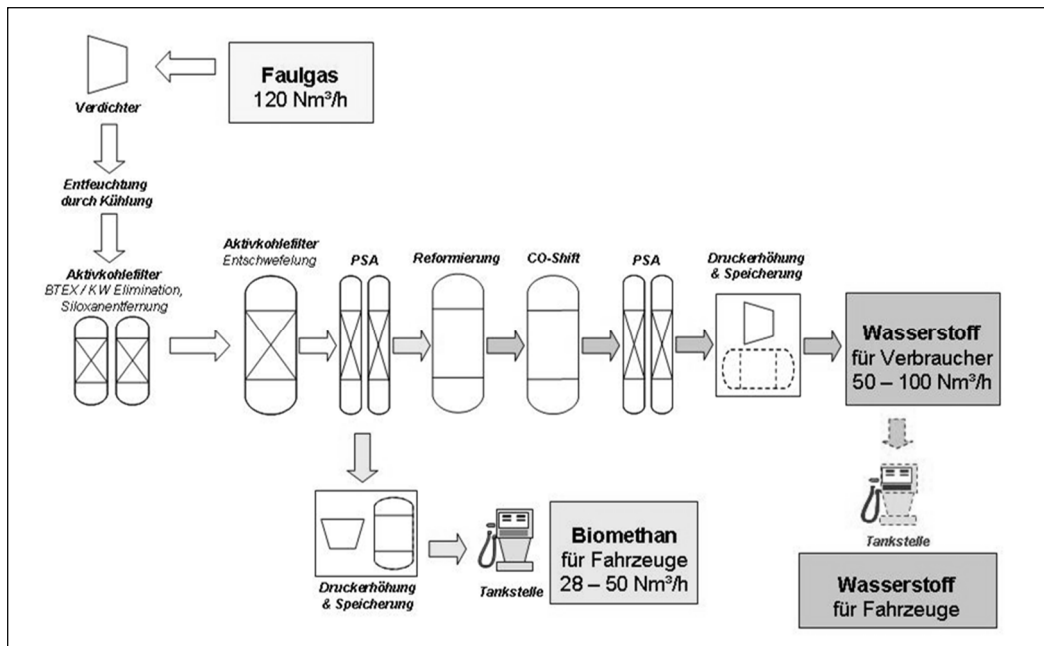 Faulgas
120 Nm³/h
Verdichter
Entfeuchtung
durch Kühlung
Aktivkohlefilter
BTEX / KW Elimination,
Siloxanentfernung
Aktivkohlefilter
Entschwefelung
PSA
Reformierung
CO-Shift
PSA
Druckerhöhung
& Speicherung
Wasserstoff
für Verbraucher
50 – 100 Nm³/h
Druckerhöhung
& Speicherung
Tankstelle
Biomethan
für Fahrzeuge
28 – 50 Nm³/h
Tankstelle
Wasserstoff
für Fahrzeuge